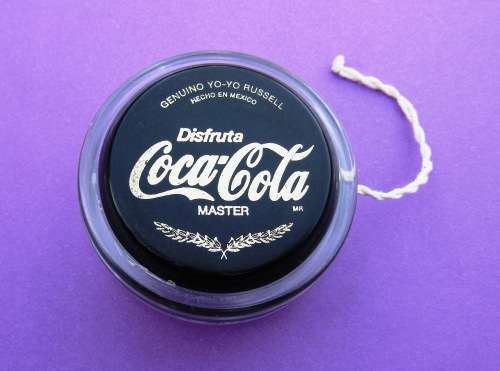 GENUINO YO-YO RUSSELL
HECHO EN MEXICO
Disfruta
Coca-Cola
MASTER MR